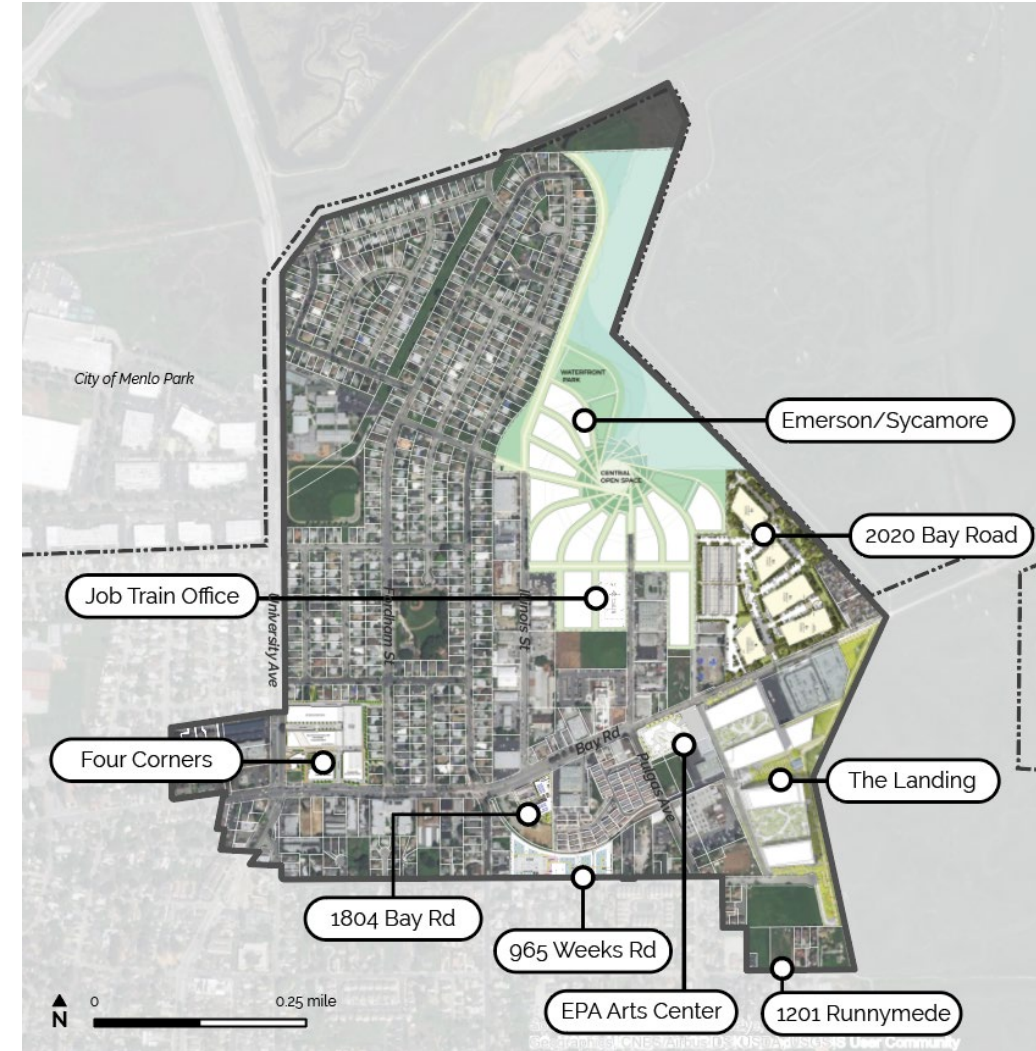 City of Menlo Park
WATERFRONT
PARK
Emerson/Sycamore
CENTRAL
OPEN SPACE
2020 Bay Road
Job Train Office
University Ave
Fordham St
Illinois St
Four Corners
Bay Rd
Pulgas Ave
The Landing
1804 Bay Rd
965 Weeks Rd
EPA Arts Center
1201 Runnymede
N
0
0.25 mile
User Community